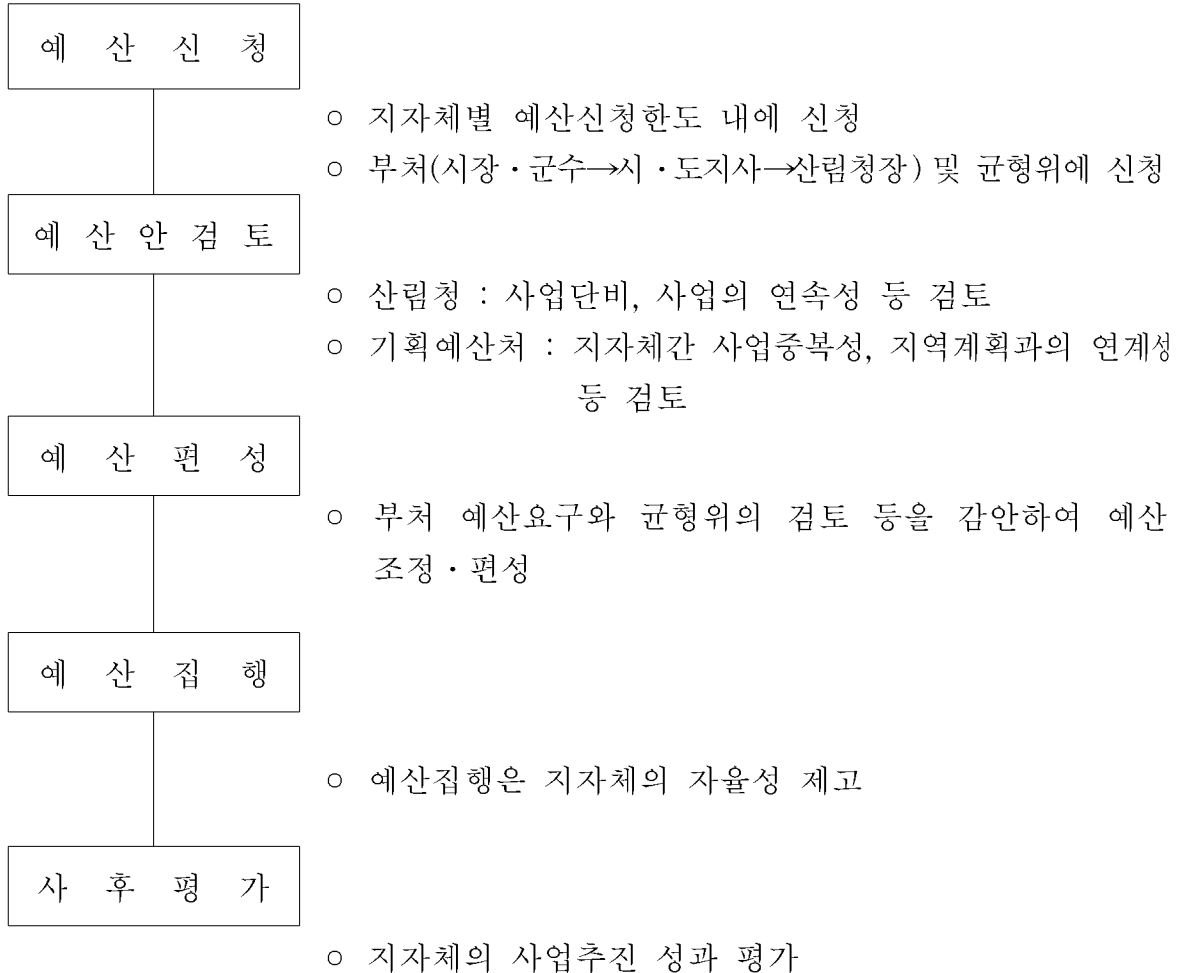 예 산 신 청
○ 지자체별 예산신청한도 내에 신청
○ 부처(시장·군수→시·도지사→산림청장) 및 균형위에 신청
예 산 안 검 토
○ 산림청 : 사업단비, 사업의 연속성 등 검토
○ 기획예산처 : 지자체간 사업중복성, 지역계획과의 연계성
등 검토
예 산 편 성
○ 부처 예산요구와 균형위의 검토 등을 감안하여 예산
조정·편성
예 산 집 행
○ 예산집행은 지자체의 자율성 제고
사 후 평 가
○ 지자체의 사업추진 성과 평가